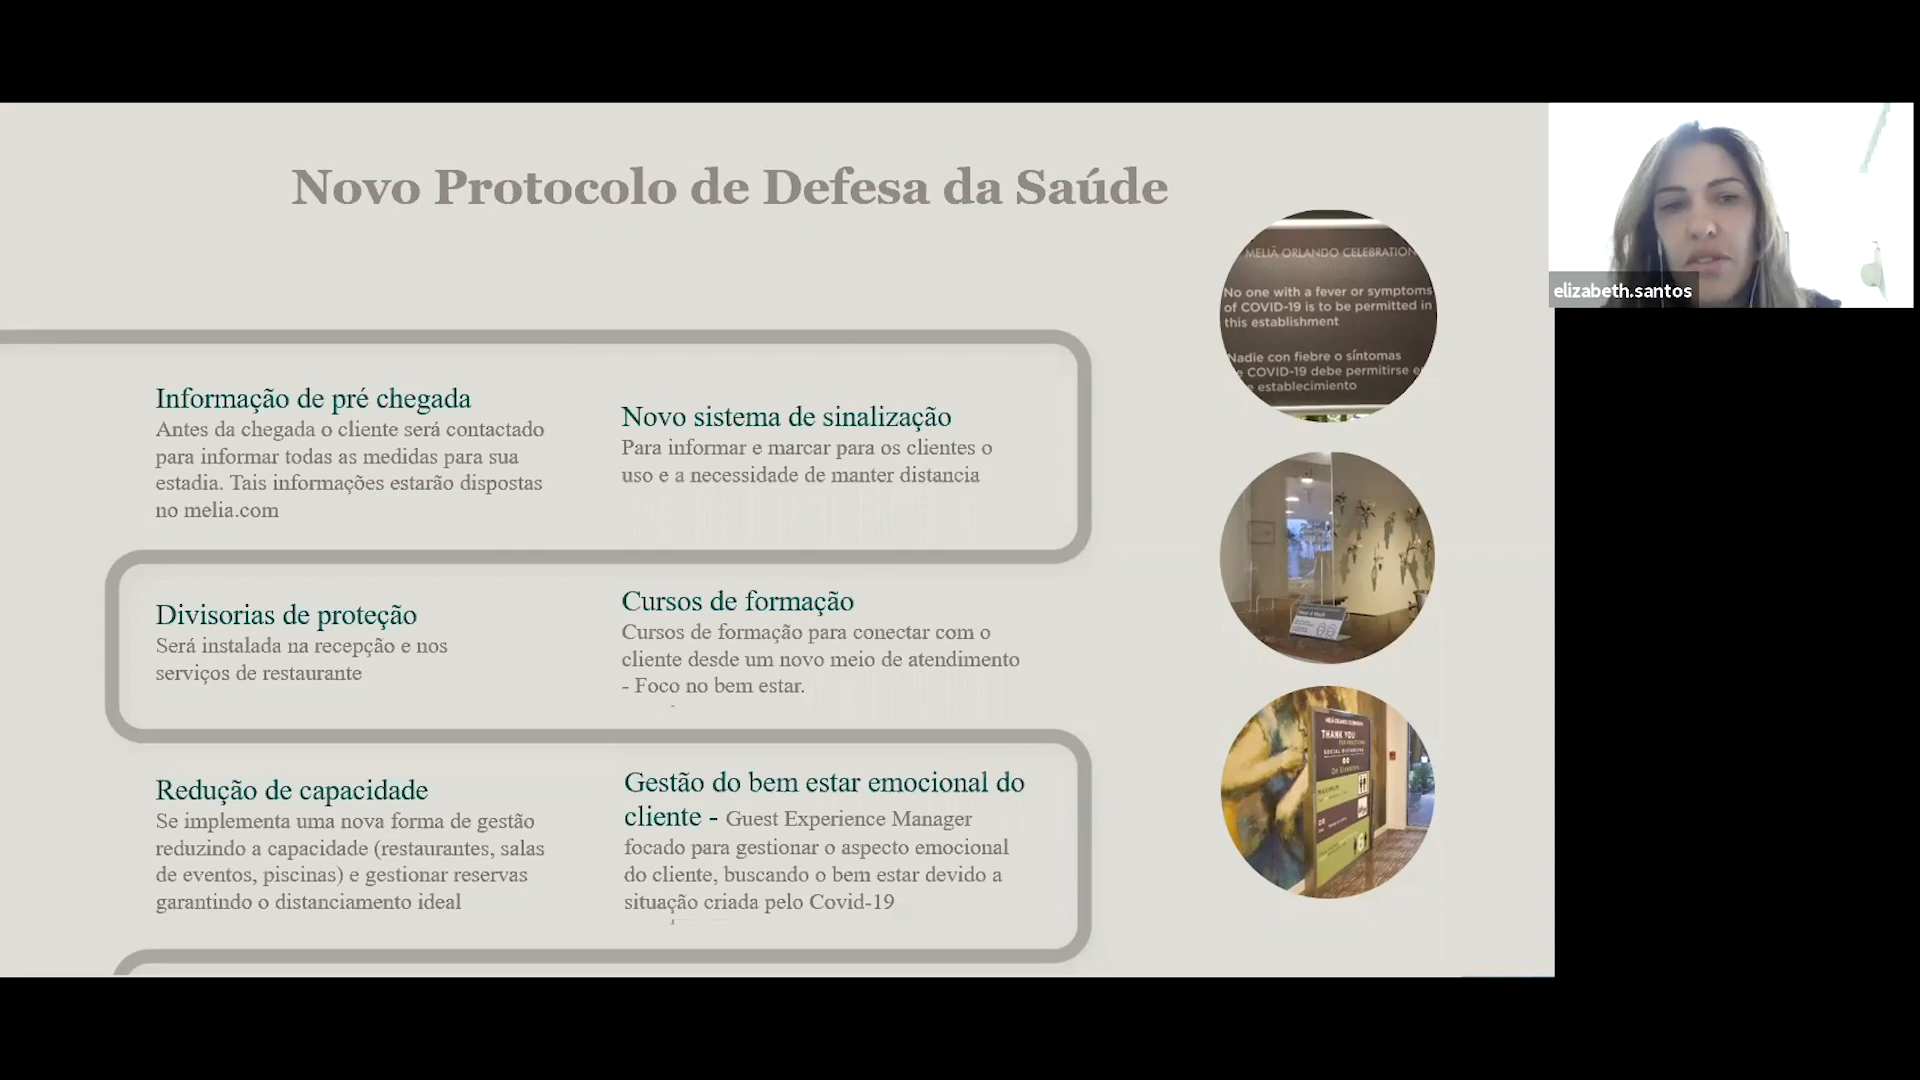 Novo Protocolo de Defesa da Saúde
Informação de pré chegada
Antes da chegada o cliente será contactado
para informar todas as medidas para sua
estadia. Tais informações estarão dispostas
no melia.com
Novo sistema de sinalização
Para informar e marcar para os clientes o
uso e a necessidade de manter distancia
Divisorias de proteção
Será instalada na recepção e nos
serviços de restaurante
Cursos de formação
Cursos de formação para conectar com o
cliente desde um novo meio de atendimento
- Foco no bem estar.
Redução de capacidade
Se implementa uma nova forma de gestão
reduzindo a capacidade (restaurantes, salas
de eventos, piscinas) e gestionar reservas
garantindo o distanciamento ideal
Gestão do bem estar emocional do
cliente - Guest Experience Manager
focado para gestionar o aspecto emocional
do cliente, buscando o bem estar devido a
situação criada pelo Covid-19
MELIÃ ORLANDO CELEBRATION
No one with a fever or symptoms
of COVID-19 is to be permitted in
this establishment
Nadie con fiebre o síntomas
COVID-19 debe permitirse
establecimiento
THANK YOU
SOCIAL DISTANCING
MAXIMUM
OR
elizabeth.santos